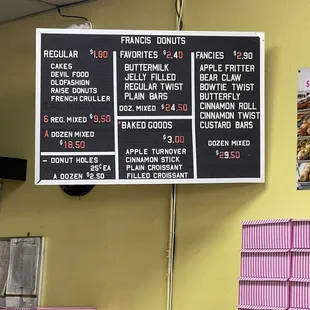 FRANCIS DONUTS
REGULAR $1.80
CAKES
DEVIL FOOD
OLDFASHION
RAISE DONUTS
FRENCH CRULLER
6 REG. MIXED $9.50
A DOZEN MIXED
$18.50
- DONUT HOLES
25¢ EA
A DOZEN $2.50
FAVORITES $2.40
BUTTERMILK
JELLY FILLED
REGULAR TWIST
PLAIN BARS
DOZ. MIXED $24.50
*BAKED GOODS
$3.00
APPLE TURNOVER
CINNAMON STICK
PLAIN CROISSANT
FILLED CROISSANT
FANCIES $2.90
APPLE FRITTER
BEAR CLAW
BOWTIE TWIST
BUTTERFLY
CINNAMON ROLL
CINNAMON TWIST
CUSTARD BARS
DOZEN MIXED
$29.50